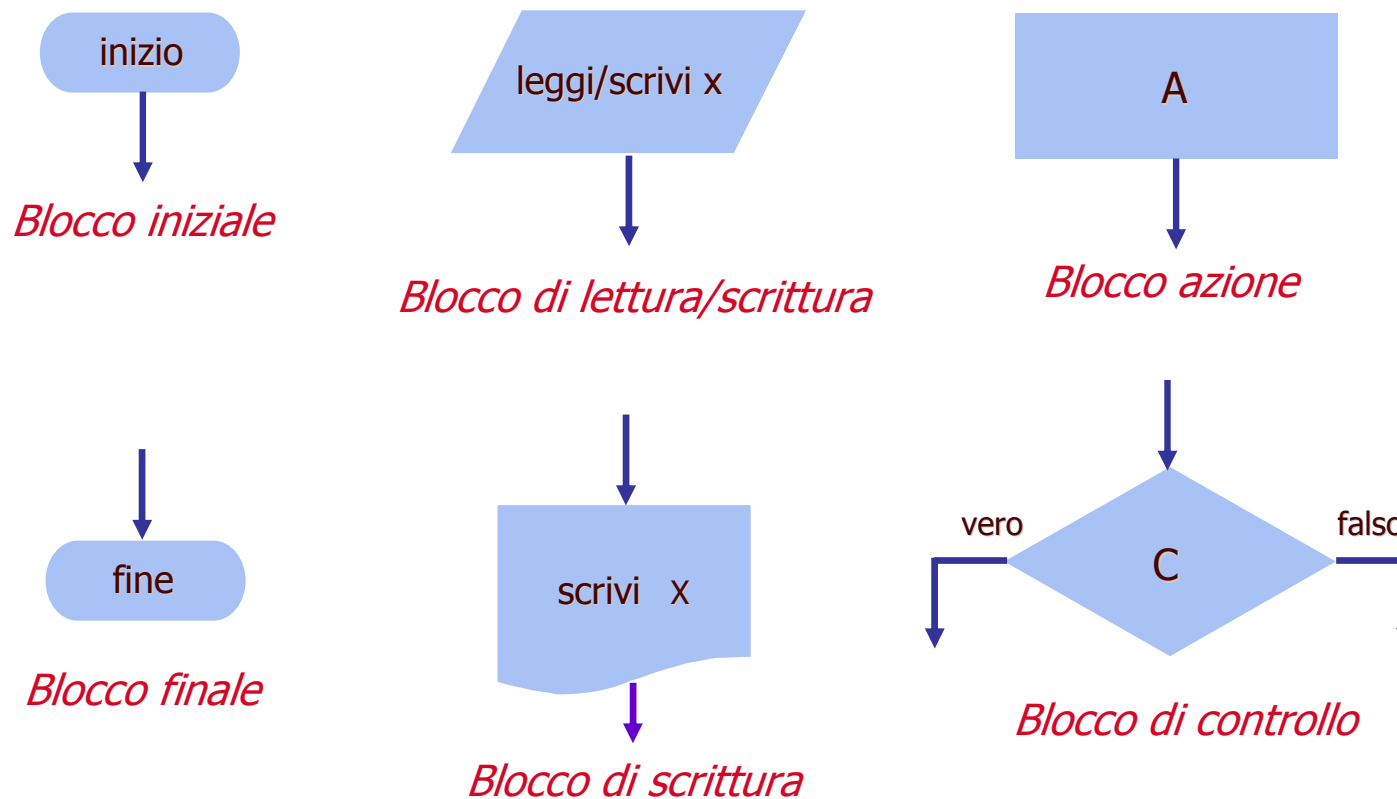 inizio
Blocco iniziale
leggi/scrivi x
Blocco di lettura/scrittura
A
Blocco azione
fine
Blocco finale
scrivi x
Blocco di scrittura
vero
C
falso
Blocco di controllo